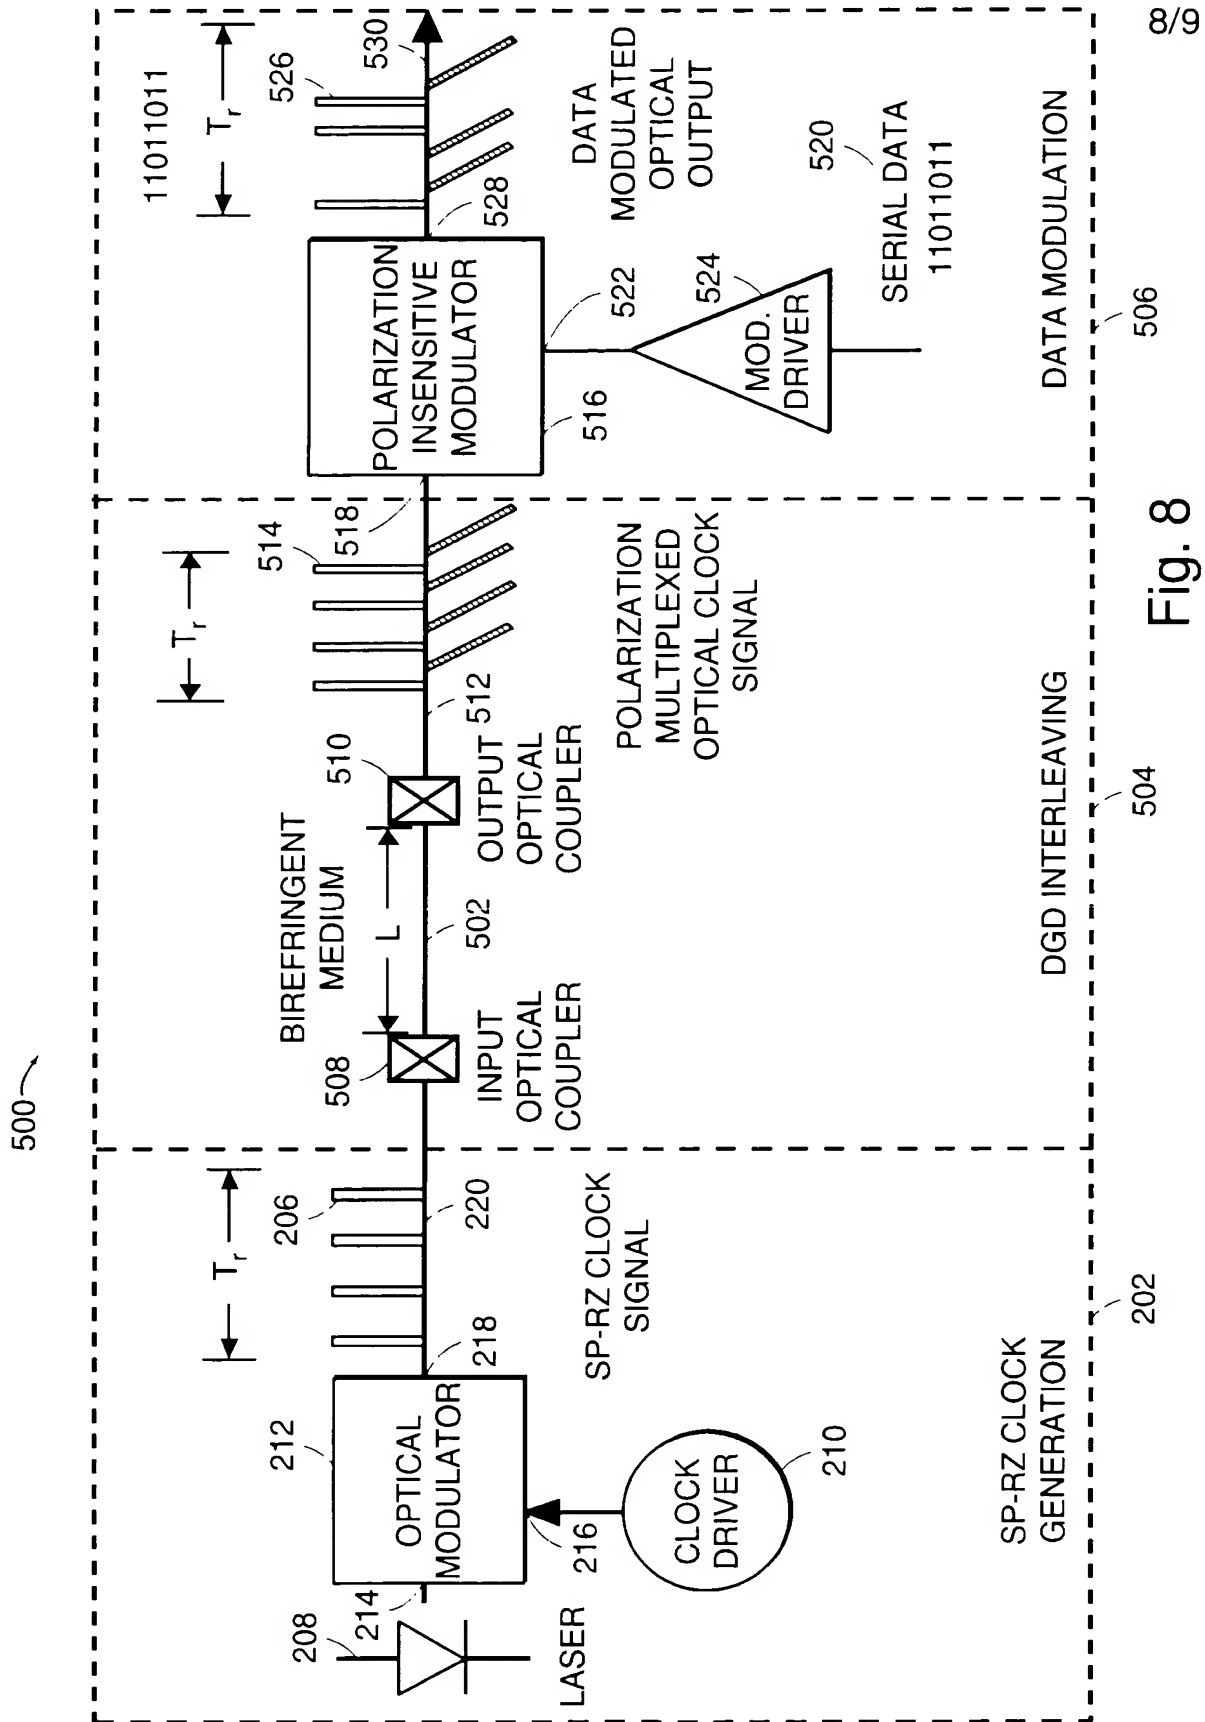 500
SP-RZ CLOCK
GENERATION
202
LASER
208
214
OPTICAL
MODULATOR
212
216
218
CLOCK
DRIVER
210
Tr
206
220
SP-RZ CLOCK
SIGNAL
DGD INTERLEAVING
504
508
INPUT
OPTICAL
COUPLER
BIREFRINGENT
MEDIUM
L
502
510
OUTPUT
OPTICAL
COUPLER
512
Tr
514
POLARIZATION
MULTIPLEXED
OPTICAL CLOCK
SIGNAL
DATA MODULATION
506
518
POLARIZATION
INSENSITIVE
MODULATOR
516
522
MOD.
DRIVER
524
SERIAL DATA
11011011
520
528
11011011
Tr
526
530
DATA
MODULATED
OPTICAL
OUTPUT
Fig. 8
8/9